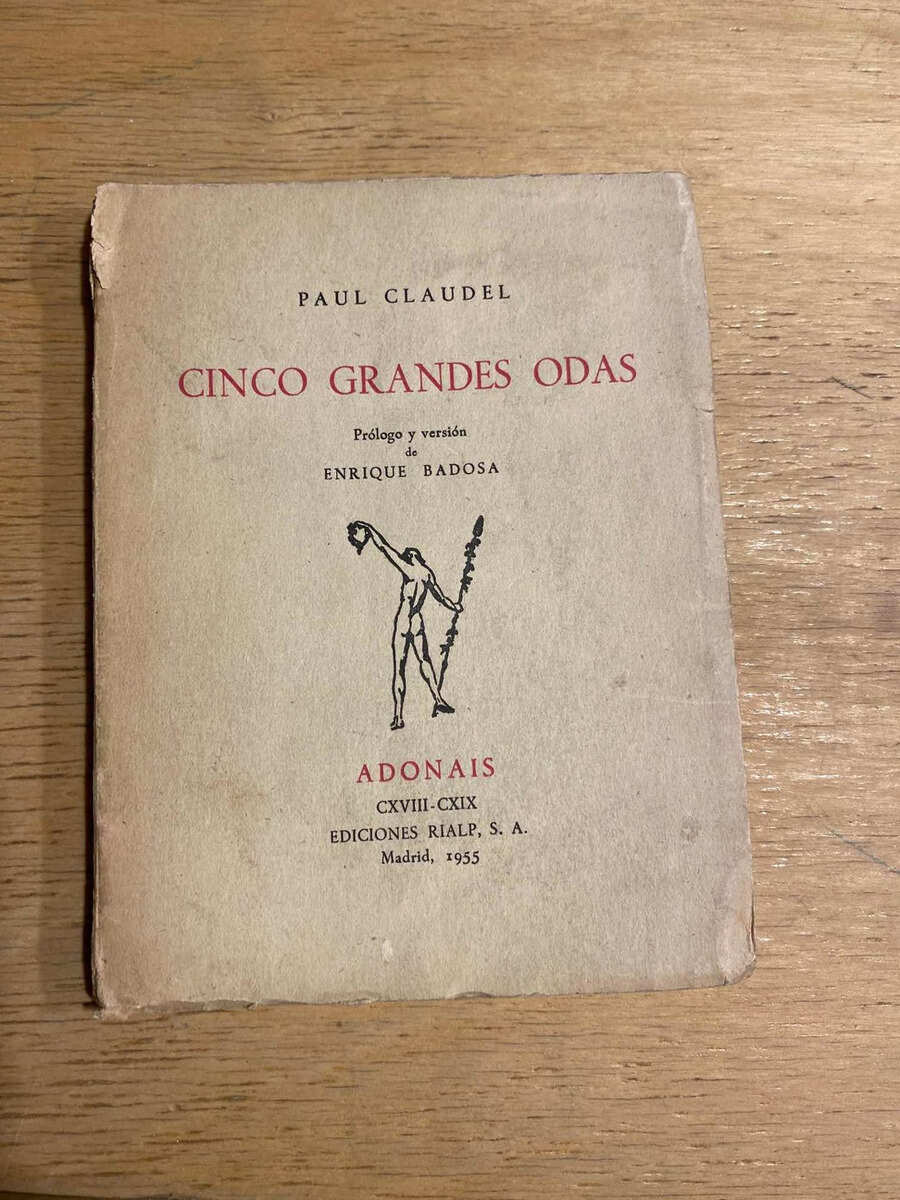 PAUL CLAUDEL
CINCO GRANDES ODAS
Prólogo y versión
de
ENRIQUE BADOSA
ADONAIS
CXVIII-CXIX
EDICIONES RIALP, S. A.
Madrid, 1955